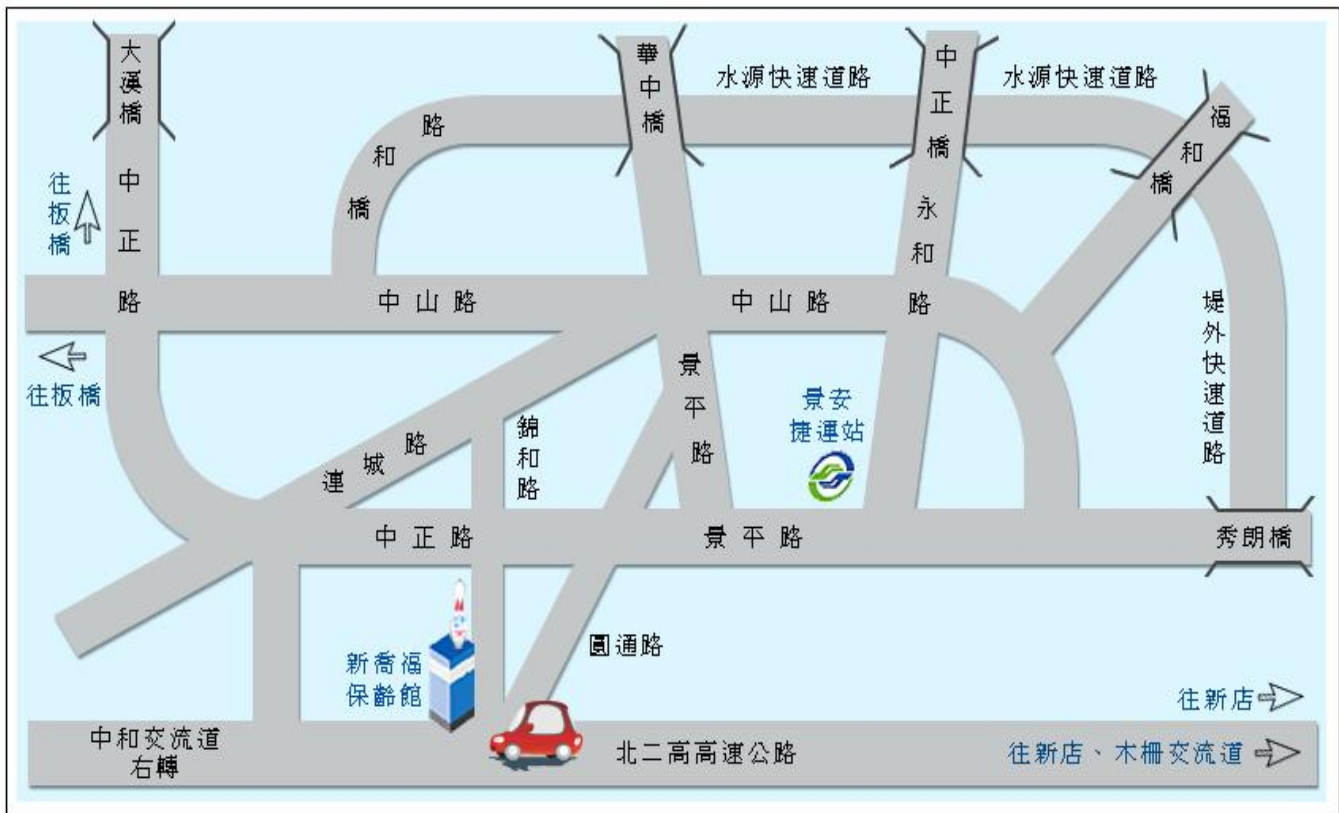 大漢橋
華中橋
水源快速道路
中正橋
水源快速道路
福和橋
橋和路
往板橋
中正路
永和路
中山路
中山路
堤外快速道路
往板橋
景平路
景安
捷運站
錦和路
連城路
中正路
景平路
秀朗橋
圓通路
新喬福
保齡館
往新店
中和交流道
右轉
北二高高速公路
往新店、木柵交流道